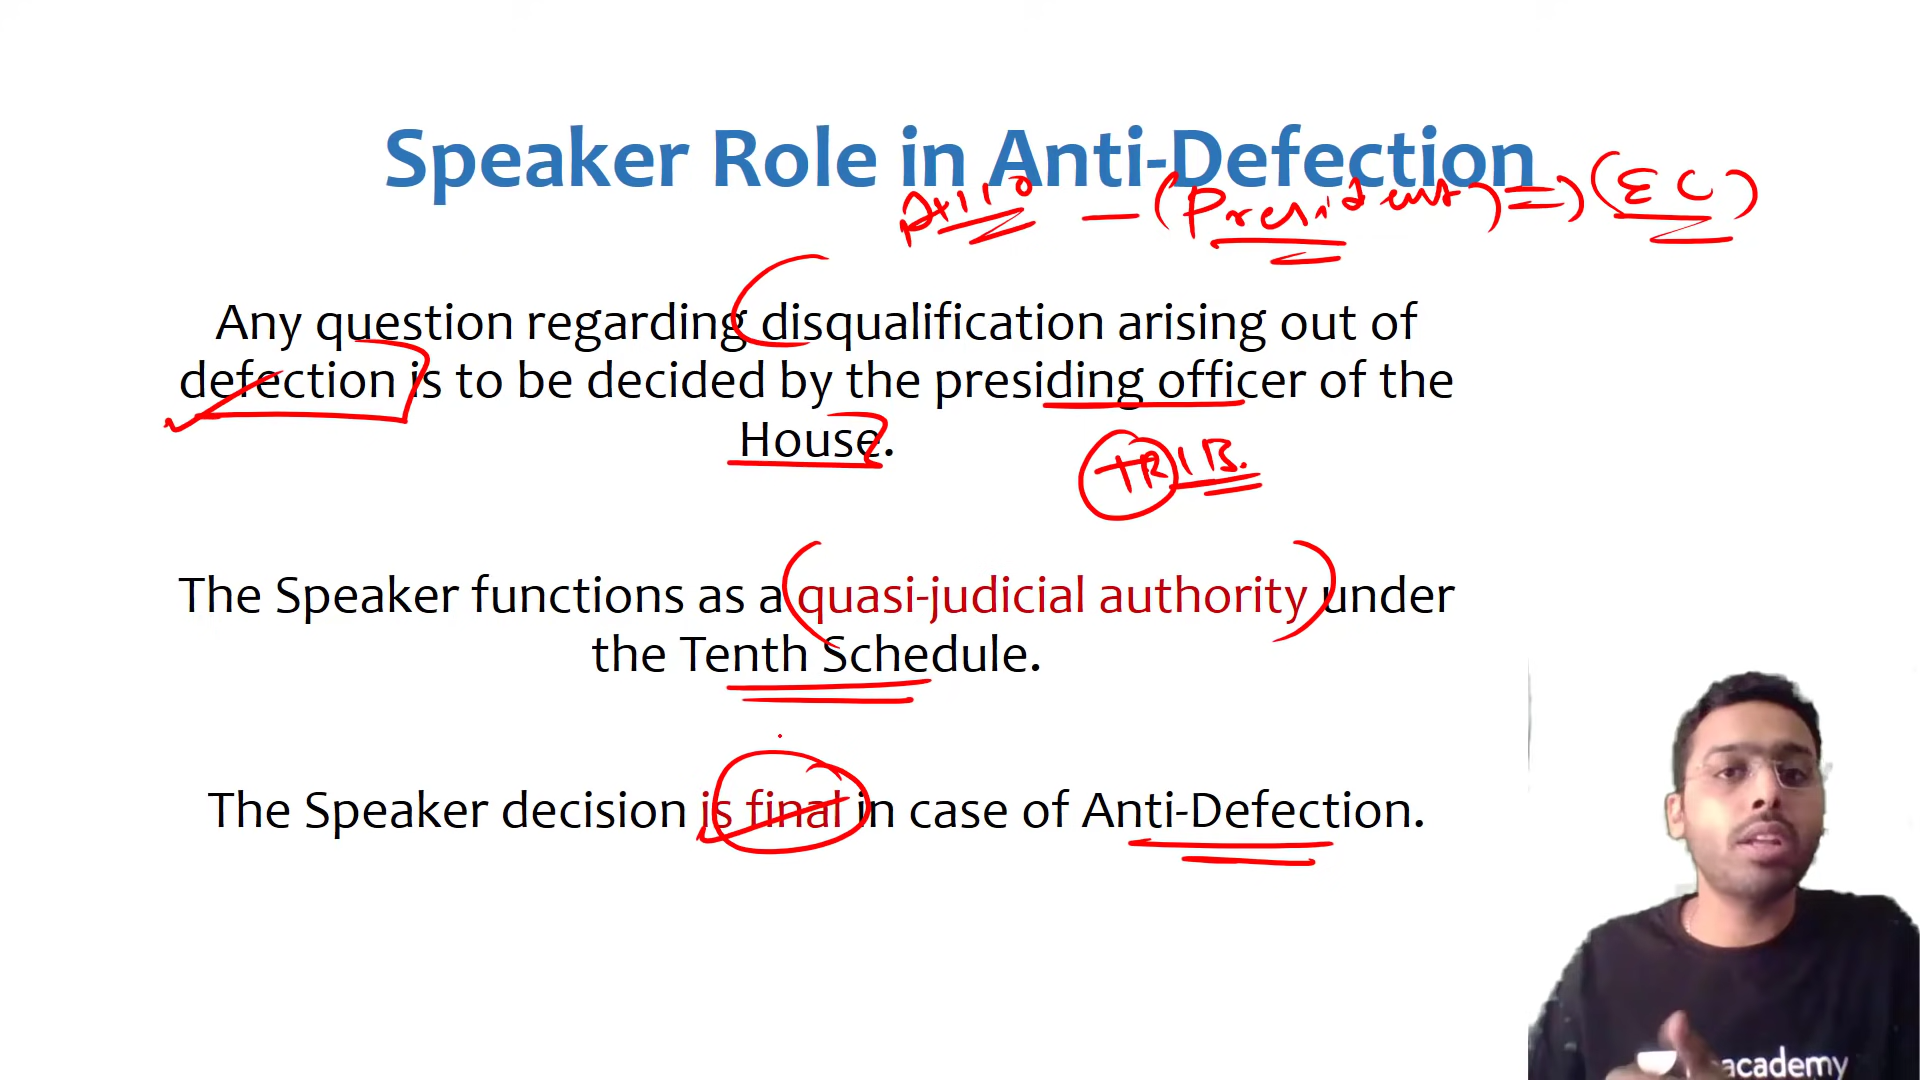 Speaker Role in Anti-Defection
(President) => (EC)
Any question regarding disqualification arising out of
defection is to be decided by the presiding officer of the
House.
TRIB.
The Speaker functions as a quasi-judicial authority under
the Tenth Schedule.
The Speaker decision is final in case of Anti-Defection.
academy